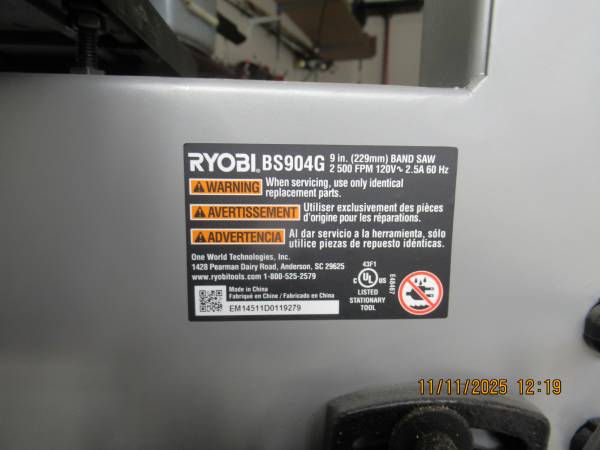 RYOBI. BS904G 9 in. (229mm) BAND SAW
2 500 FPM 120V~ 2.5A 60 Hz
WARNING When servicing, use only identical
replacement parts.
AVERTISSEMENT Utiliser exclusivement des pièces
d'origine pour les réparations.
ADVERTENCIA Al dar servicio a la herramienta, sólo
utilice piezas de repuesto idénticas.
One World Technologies, Inc.
1428 Pearman Dairy Road, Anderson, SC 29625
www.ryobitools.com 1-800-525-2579
Made in China
Fabriqué en Chine / Fabricado en China
EM14511D0119279
43F1
C UL US
LISTED
STATIONARY
TOOL
E48467
11/11/2025 12:19